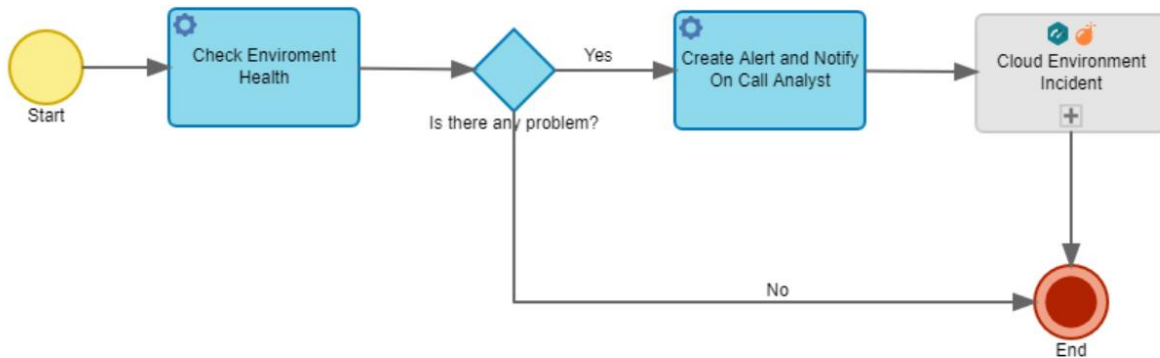 Start
Check Enviroment
Health
Is there any problem?
Yes
Create Alert and Notify
On Call Analyst
Cloud Environment
Incident
No
End